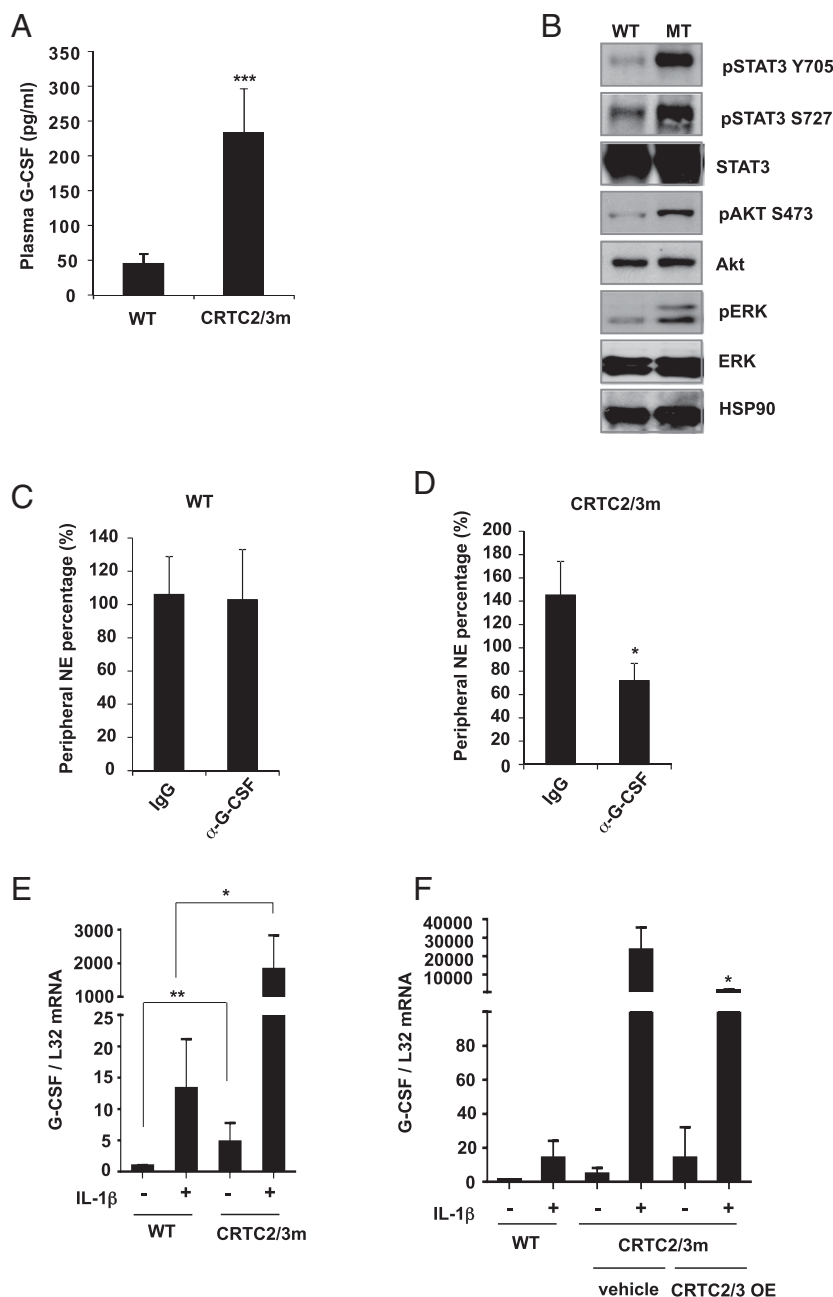 A
Plasma G-CSF (pg/ml)
350
300
250
200
150
100
50
0
***
WT
CRTC2/3m
B
WT MT
pSTAT3 Y705
pSTAT3 S727
STAT3
pAKT S473
Akt
pERK
ERK
HSP90
C
WT
Peripheral NE percentage (%)
140
120
100
80
60
40
20
0
IgG
α-G-CSF
D
CRTC2/3m
Peripheral NE percentage (%)
200
180
160
140
120
100
80
60
40
20
0
*
IgG
α-G-CSF
E
G-CSF / L32 mRNA
3000
2000
1000
25
20
15
10
5
0
*
**
IL-1β - + - +
WT CRTC2/3m
F
G-CSF / L32 mRNA
40000
30000
20000
10000
80
60
40
20
0
*
IL-1β - + - + - +
WT CRTC2/3m
vehicle CRTC2/3 OE